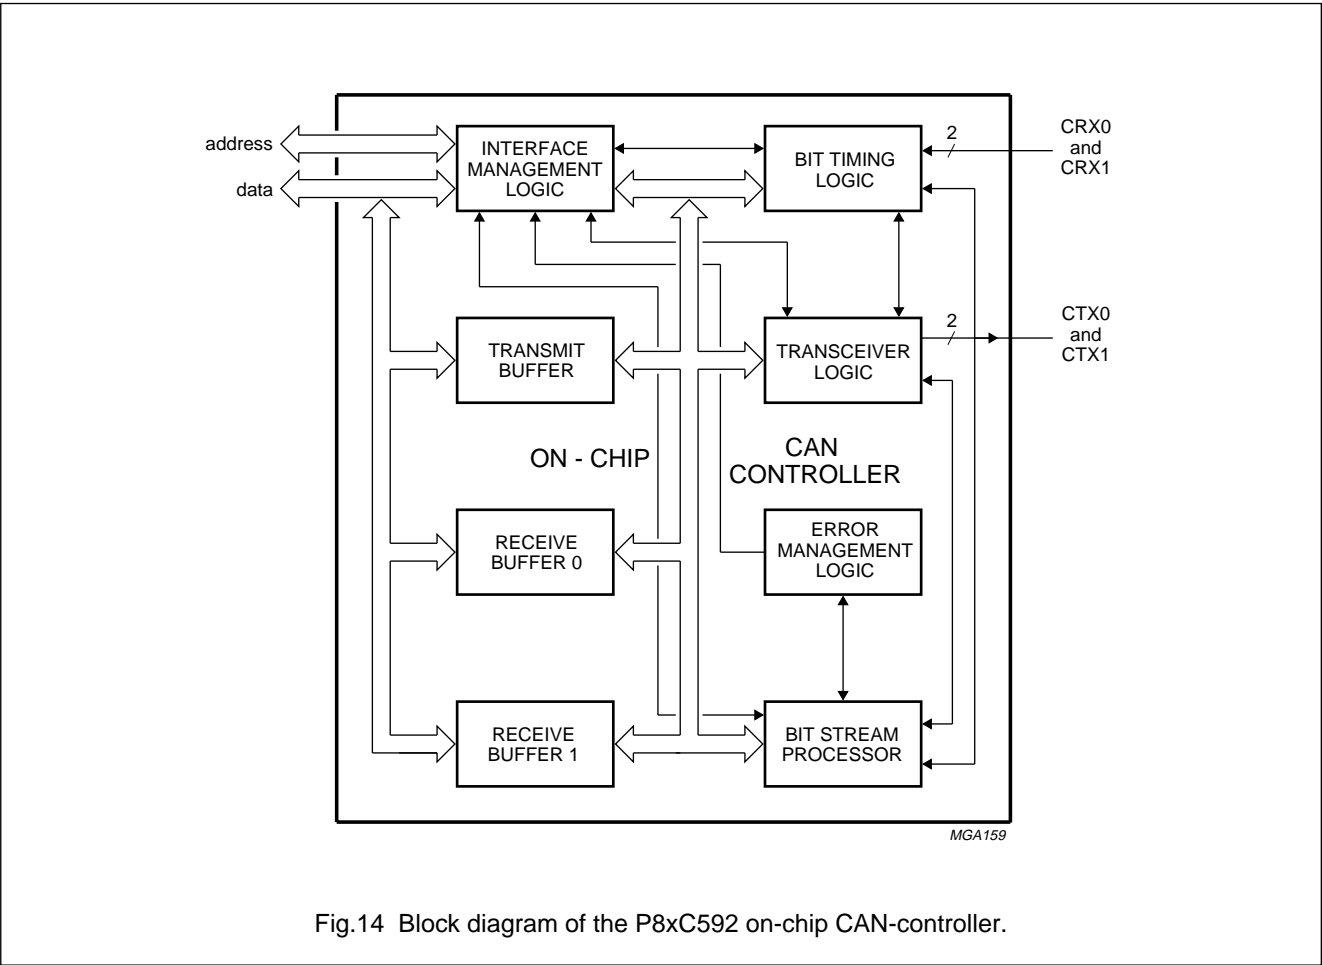 address
data
INTERFACE
MANAGEMENT
LOGIC
BIT TIMING
LOGIC
2
CRX0
and
CRX1
TRANSMIT
BUFFER
TRANSCEIVER
LOGIC
2
CTX0
and
CTX1
ON - CHIP
CAN
CONTROLLER
RECEIVE
BUFFER 0
ERROR
MANAGEMENT
LOGIC
RECEIVE
BUFFER 1
BIT STREAM
PROCESSOR
MGA159
Fig.14 Block diagram of the P8xC592 on-chip CAN-controller.